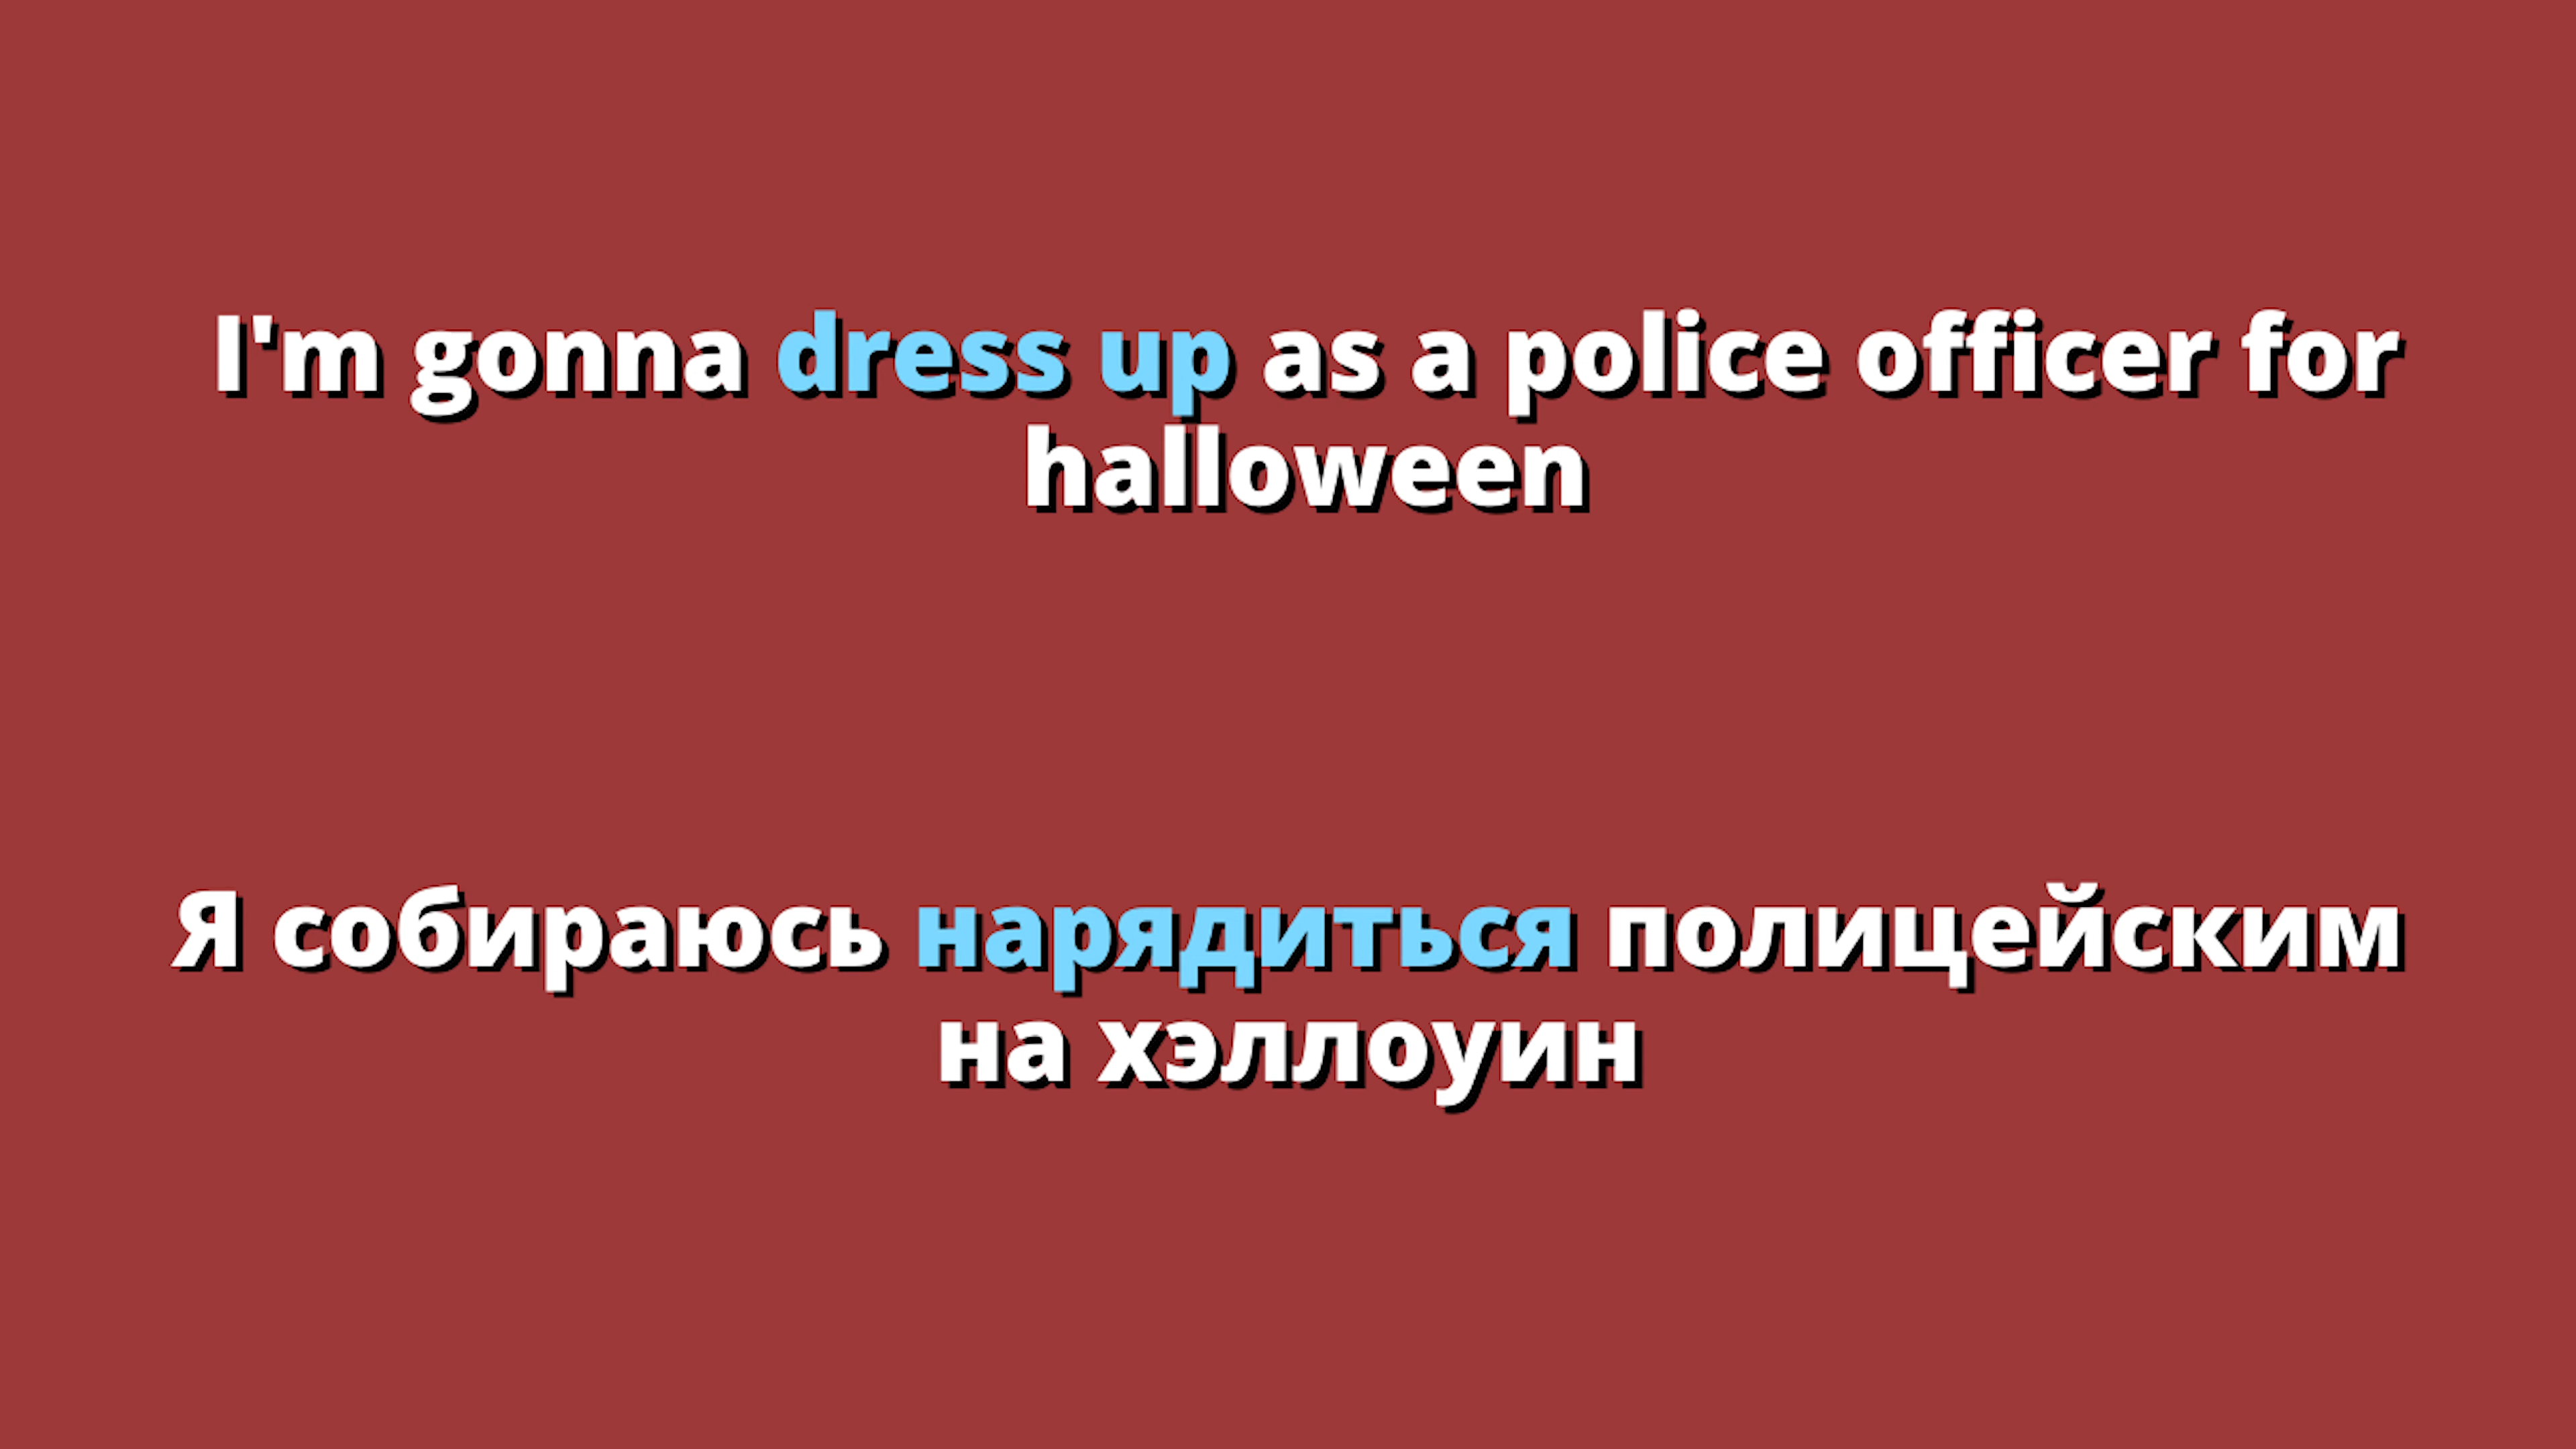 I'm gonna dress up as a police officer for
halloween
Я собираюсь нарядиться полицейским
на хэллоуин